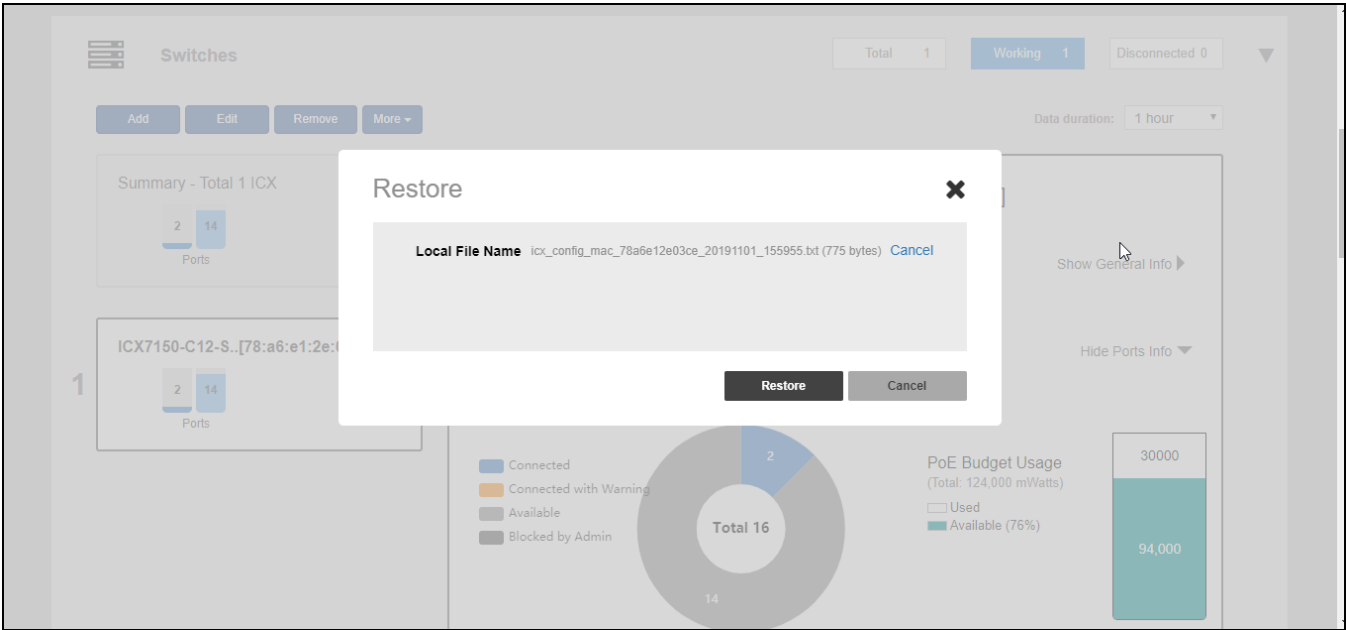 Switches
Total 1
Working 1
Disconnected 0
Add
Edit
Remove
More
Data duration: 1 hour
Summary - Total 1 ICX
2 14
Ports
Restore
Local File Name icx_config_mac_78a6e12e03ce_20191101_155955.txt (775 bytes) Cancel
Restore
Cancel
]
Show General Info
Hide Ports Info
1
ICX7150-C12-S..[78:a6:e1:2e:
2 14
Ports
Connected
Connected with Warning
Available
Blocked by Admin
2
Total 16
14
PoE Budget Usage
(Total: 124,000 mWatts)
Used
Available (76%)
30000
94,000